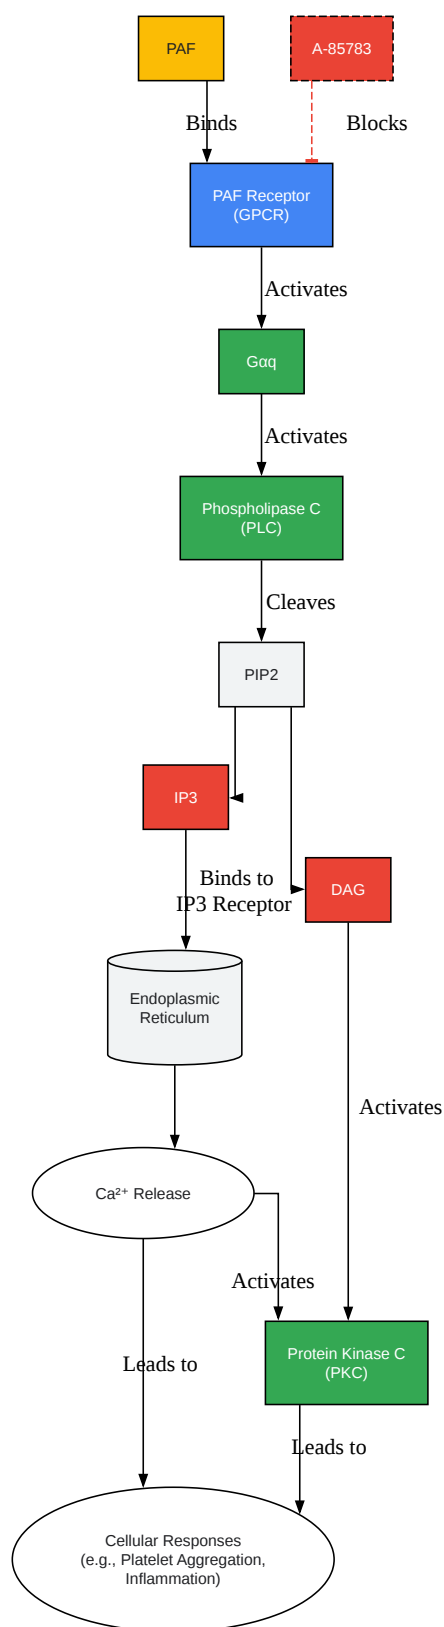 PAF
A-85783
Binds
Blocks
PAF Receptor
(GPCR)
Activates
Gαq
Activates
Phospholipase C
(PLC)
Cleaves
PIP2
IP3
Binds to
IP3 Receptor
DAG
Endoplasmic
Reticulum
Activates
Ca²⁺ Release
Activates
Protein Kinase C
(PKC)
Leads to
Leads to
Cellular Responses
(e.g., Platelet Aggregation,
Inflammation)